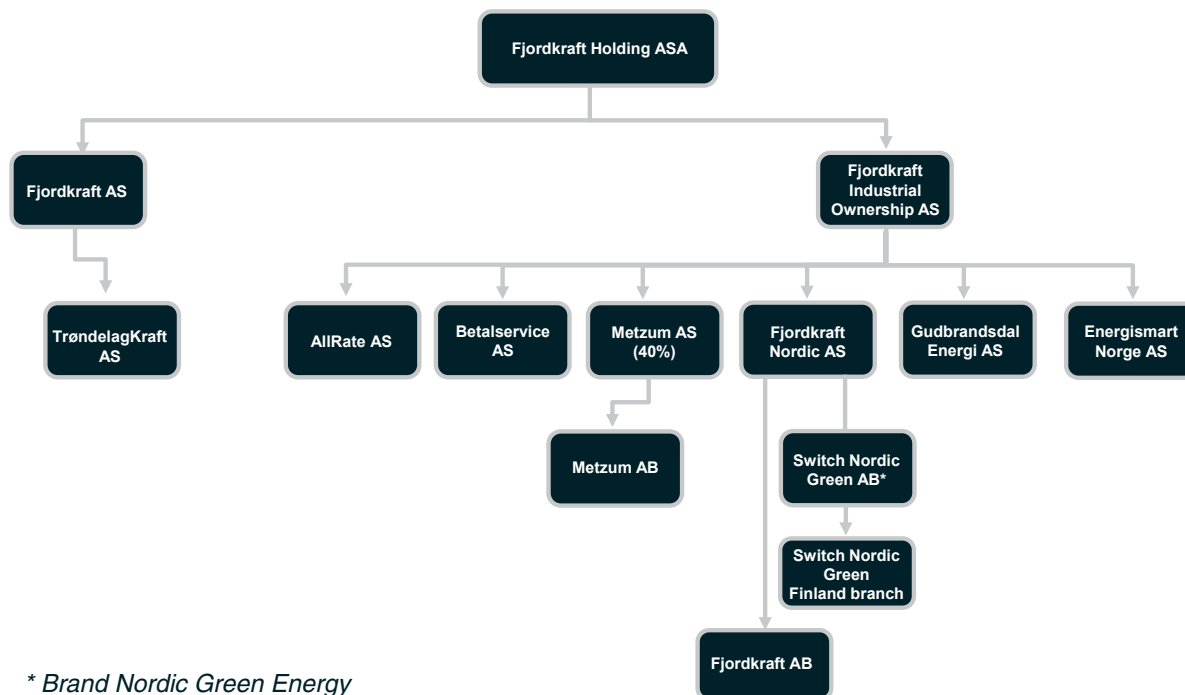 Fjordkraft Holding ASA
Fjordkraft AS
Fjordkraft
Industrial
Ownership AS
TrøndelagKraft
AS
AllRate AS
Betalservice
AS
Metzum AS
(40%)
Fjordkraft
Nordic AS
Gudbrandsdal
Energi AS
Energismart
Norge AS
Metzum AB
Switch Nordic
Green AB*
Switch Nordic
Green
Finland branch
Fjordkraft AB
* Brand Nordic Green Energy